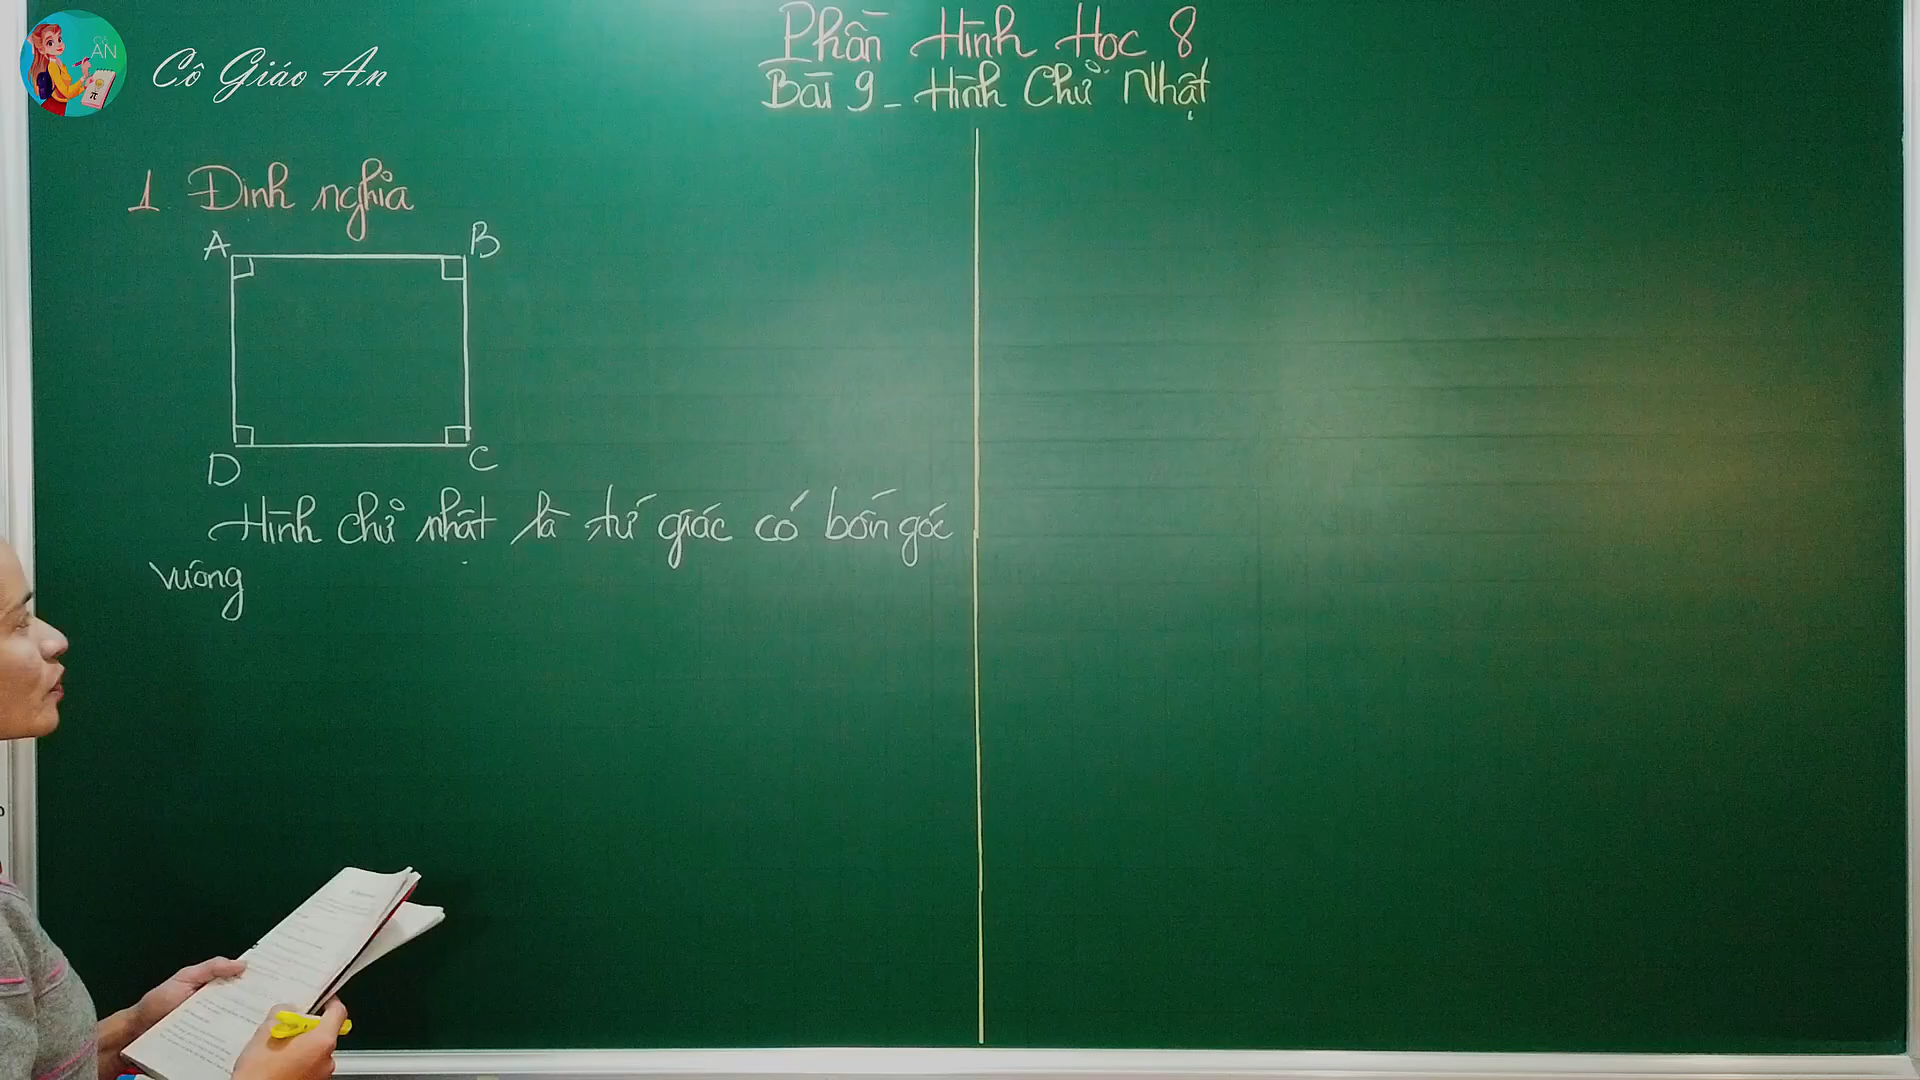 Cô Giáo An
AN
Phần Hình Học 8
Bài 9 - Hình Chữ Nhật
1. Định nghĩa
A B
D C
Hình chữ nhật là tứ giác có bốn góc
vuông